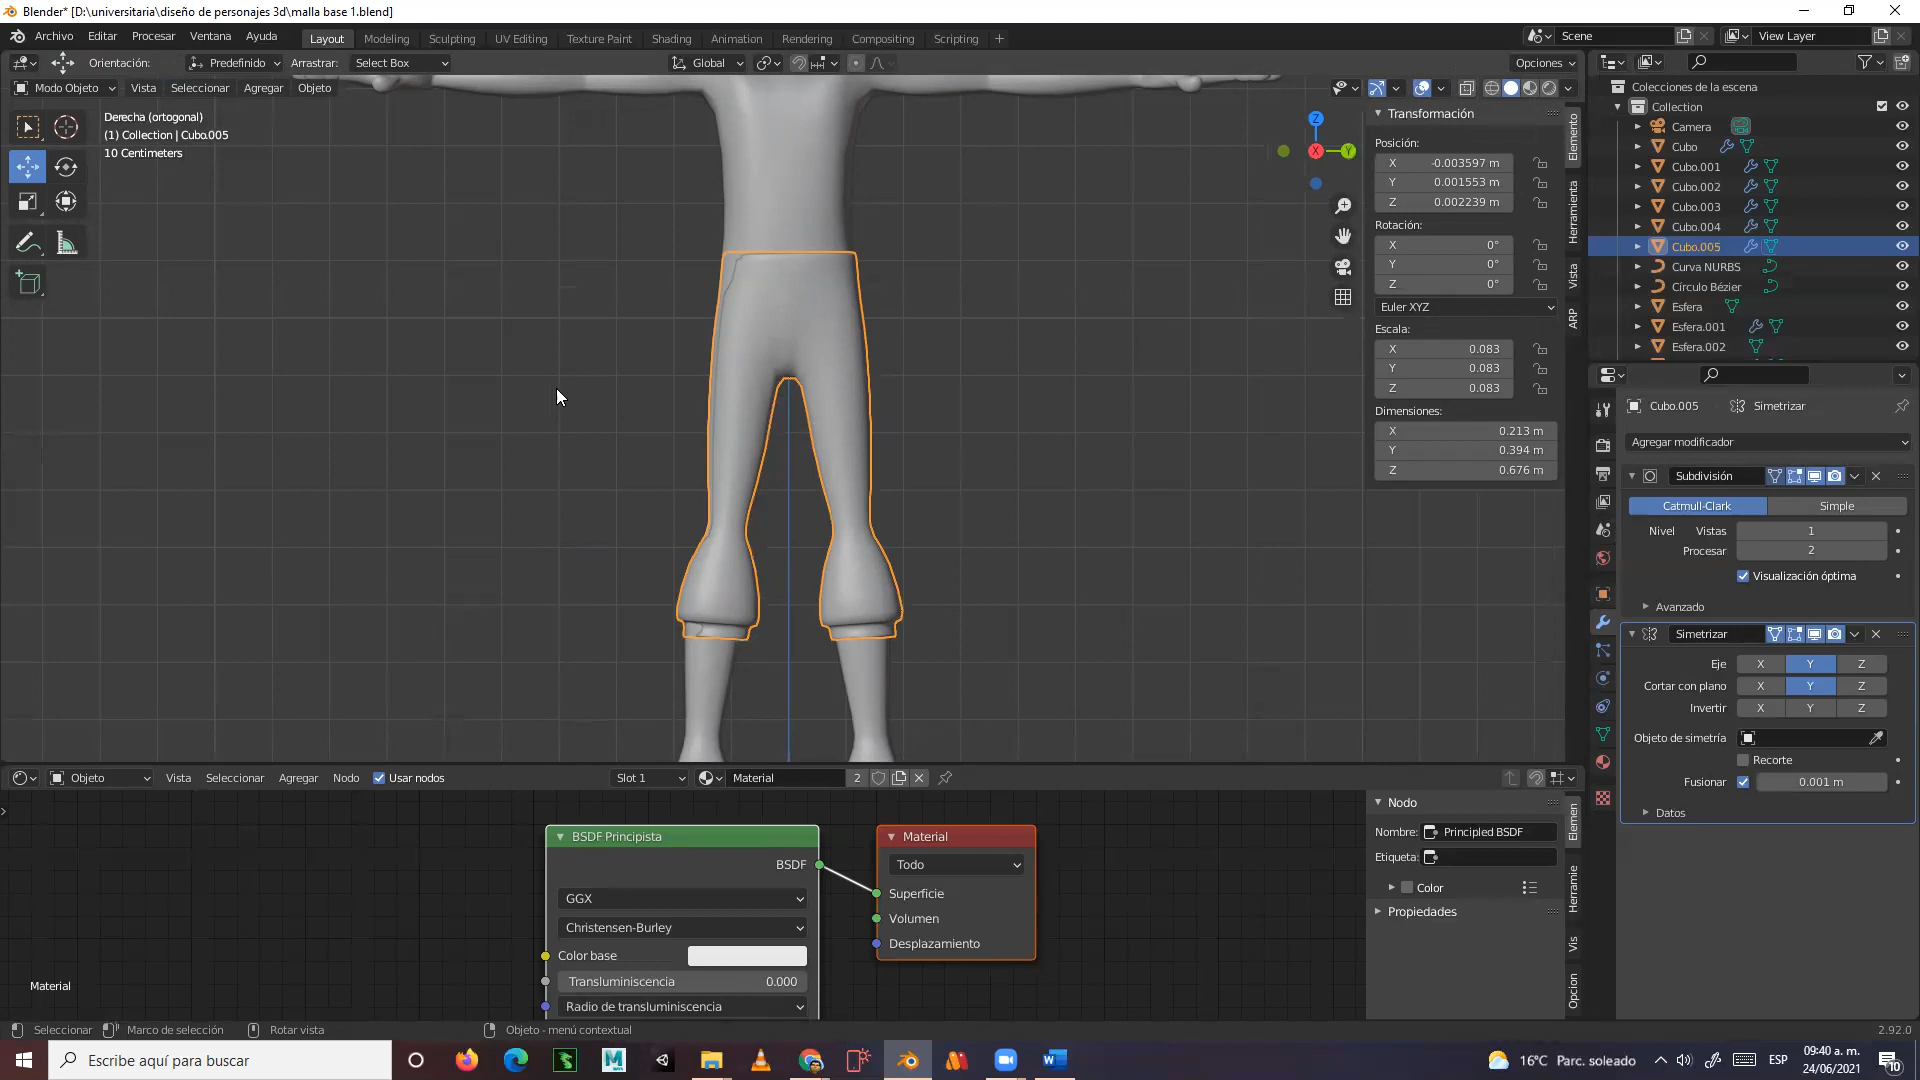 Blender* [D:\universitaria\diseño de personajes 3d\malla base 1.blend]
Archivo Editar Procesar Ventana Ayuda Layout Modeling Sculpting UV Editing Texture Paint Shading Animation Rendering Compositing Scripting Scene View Layer
Orientación: Predefinido Arrastrar: Select Box Global Opciones
Modo Objeto Vista Seleccionar Agregar Objeto
Derecha (ortogonal)
(1) Collection | Cubo.005
10 Centimeters
Z
X
Y
Transformación
Posición:
X -0.003597 m
Y 0.001553 m
Z 0.002239 m
Rotación:
X 0°
Y 0°
Z 0°
Euler XYZ
Escala:
X 0.083
Y 0.083
Z 0.083
Dimensiones:
X 0.213 m
Y 0.394 m
Z 0.676 m
Elemento
Herramienta
Vista
ARP
Colecciones de la escena
Collection
Camera
Cubo
Cubo.001
Cubo.002
Cubo.003
Cubo.004
Cubo.005
Curva NURBS
Círculo Bézier
Esfera
Esfera.001
Esfera.002
Cubo.005 Simetrizar
Agregar modificador
Subdivisión
Catmull-Clark Simple
Nivel Vistas 1
Procesar 2
Visualización óptima
Avanzado
Simetrizar
Eje X Y Z
Cortar con plano X Y Z
Invertir X Y Z
Objeto de simetría
Recorte
Fusionar 0.001 m
Datos
Objeto Vista Seleccionar Agregar Nodo Usar nodos Slot 1 Material 2
BSDF Principista
BSDF
GGX
Christensen-Burley
Color base
Transluminiscencia 0.000
Radio de transluminiscencia
Material
Todo
Superficie
Volumen
Desplazamiento
Material
Nodo
Nombre: Principled BSDF
Etiqueta:
Color
Propiedades
Elemen
Herramie
Vis
Opcion
Seleccionar Marco de selección Rotar vista Objeto - menú contextual 2.92.0
Escribe aquí para buscar
16°C Parc. soleado ESP
09:40 a. m.
24/06/2021
10